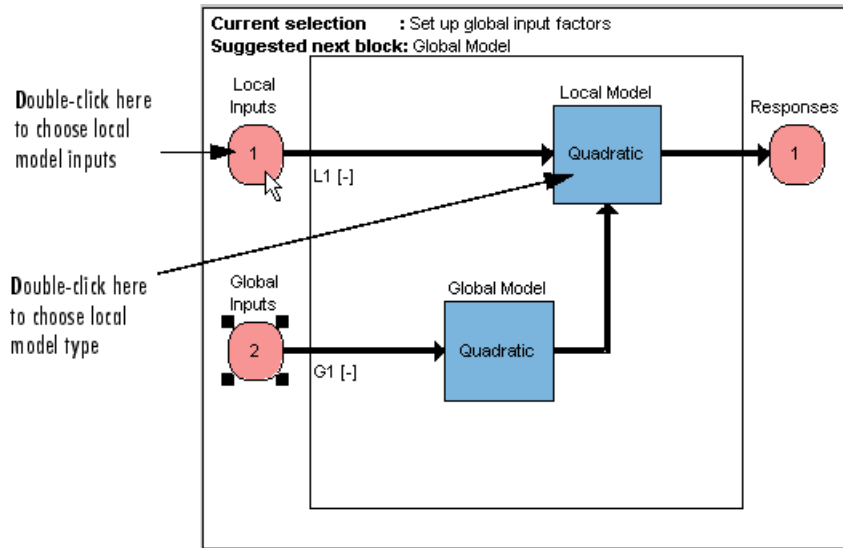 Current selection : Set up global input factors
Suggested next block: Global Model
Local
Inputs
Local Model
Responses
Double-click here
to choose local
model inputs
1
Quadratic
1
L1 [-]
Double-click here
to choose local
model type
Global
Inputs
Global Model
2
Quadratic
G1 [-]